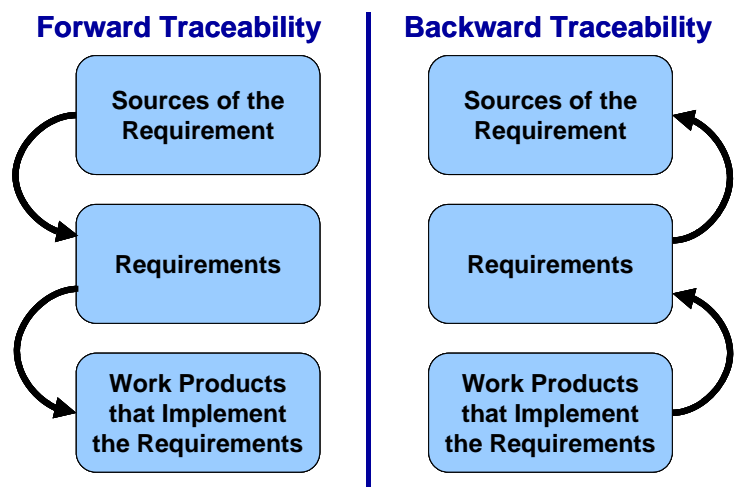 Forward Traceability
Sources of the
Requirement
Requirements
Work Products
that Implement
the Requirements
Backward Traceability
Sources of the
Requirement
Requirements
Work Products
that Implement
the Requirements